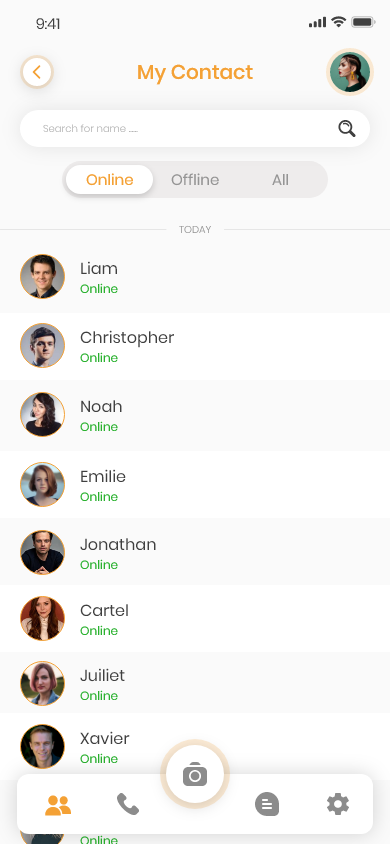 9:41
My Contact
Search for name ....
Online
Offline
All
TODAY
Liam
Online
Christopher
Online
Noah
Online
Emilie
Online
Jonathan
Online
Cartel
Online
Juiliet
Online
Xavier
Online
Online